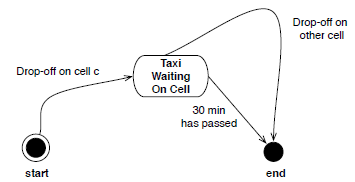 Drop-off on
other cell
Drop-off on cell c
Taxi
Waiting
On Cell
30 min
has passed
start
end